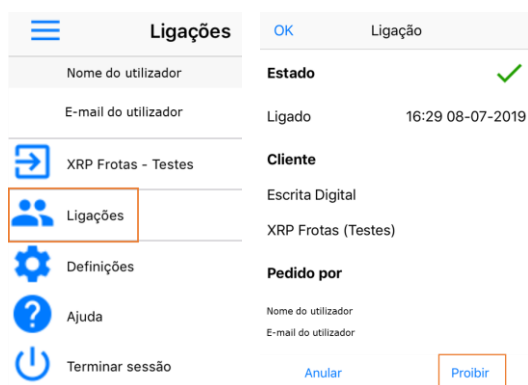 Ligações
Nome do utilizador
E-mail do utilizador
XRP Frotas - Testes
Ligações
Definições
Ajuda
Terminar sessão
OK Ligação
Estado
Ligado 16:29 08-07-2019
Cliente
Escrita Digital
XRP Frotas (Testes)
Pedido por
Nome do utilizador
E-mail do utilizador
Anular Proibir